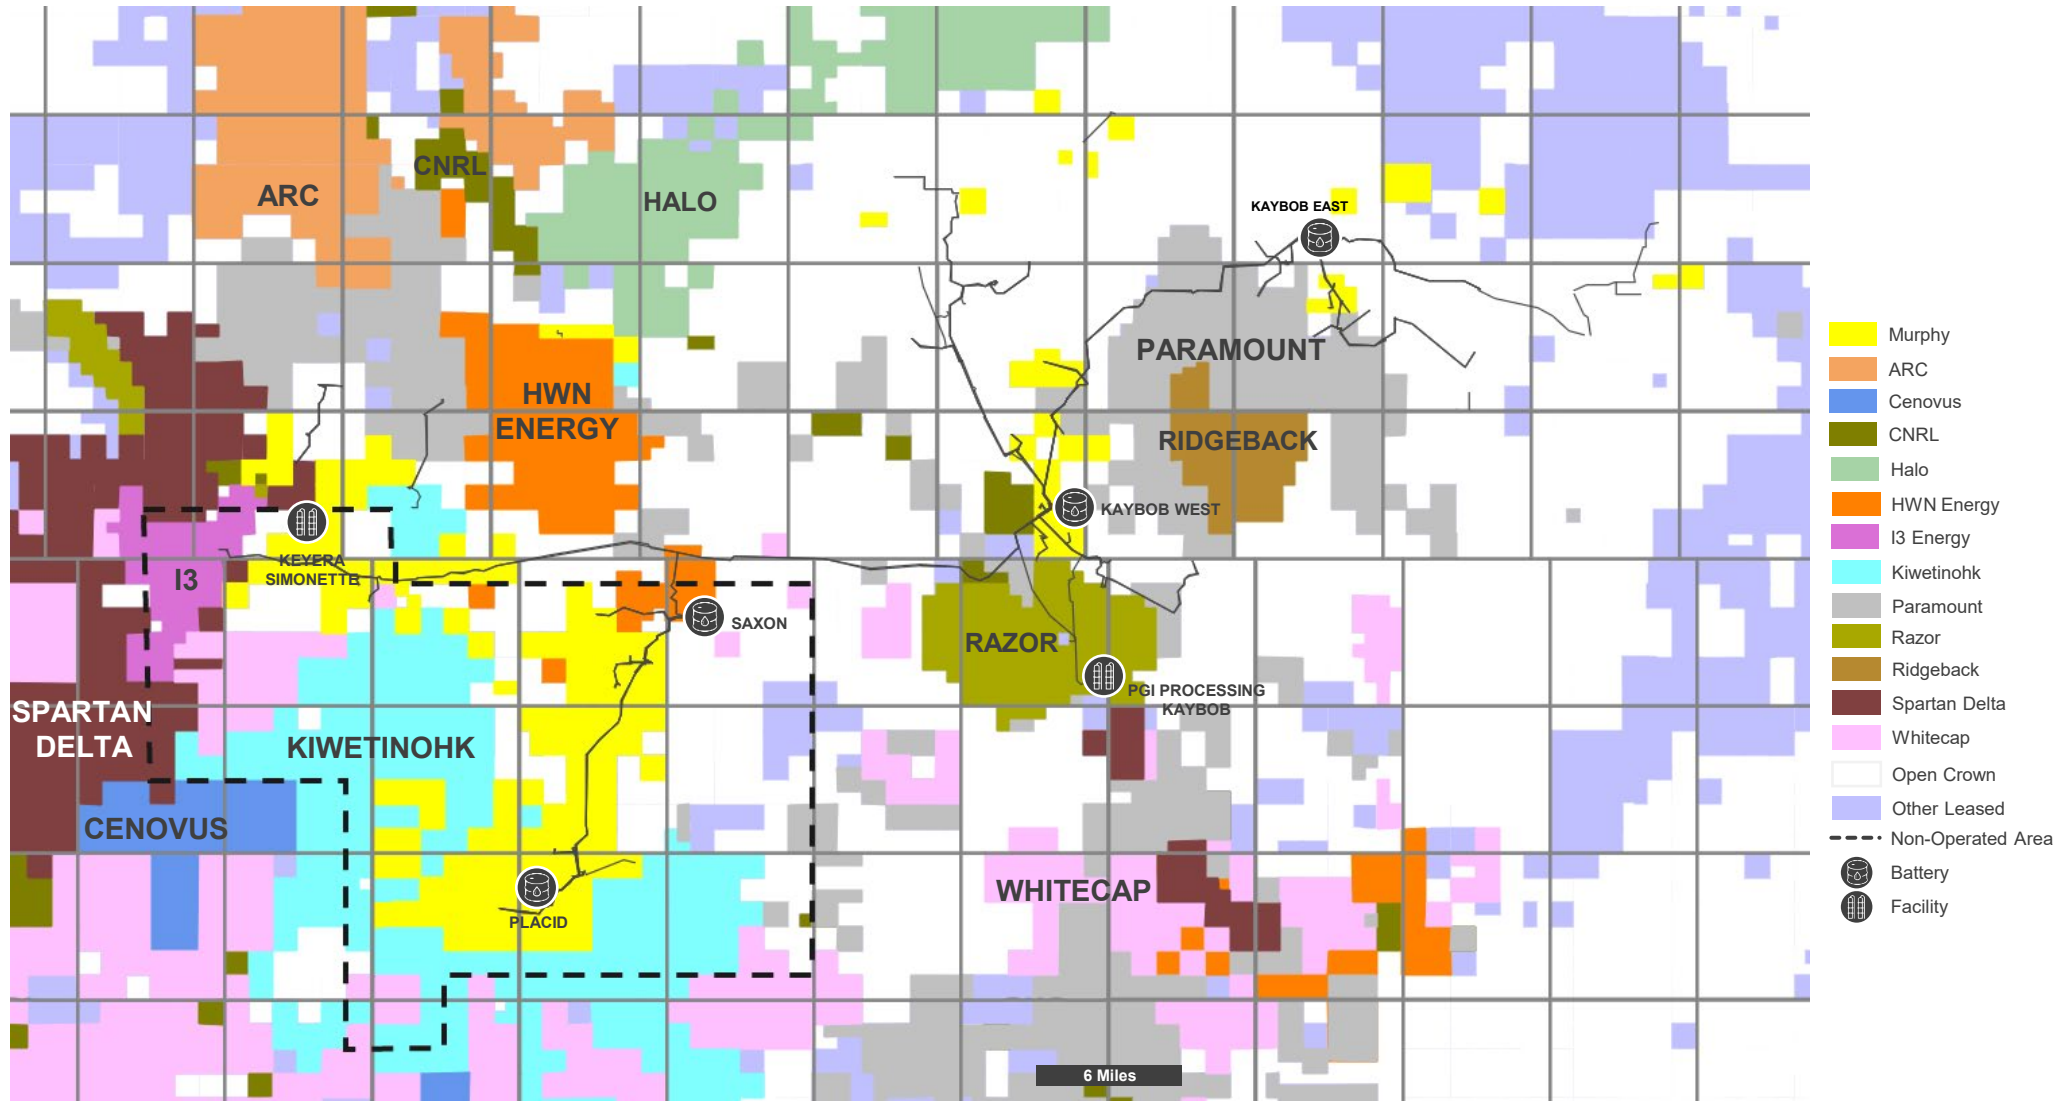 CNRL
ARC
HALO
KAYBOB EAST
PARAMOUNT
HWN
ENERGY
RIDGEBACK
KAYBOB WEST
KEYERA
SIMONETTE
I3
SAXON
RAZOR
PGI PROCESSING
KAYBOB
SPARTAN
DELTA
KIWETINOHK
CENOVUS
WHITECAP
PLACID
6 Miles
Murphy
ARC
Cenovus
CNRL
Halo
HWN Energy
I3 Energy
Kiwetinohk
Paramount
Razor
Ridgeback
Spartan Delta
Whitecap
Open Crown
Other Leased
Non-Operated Area
Battery
Facility